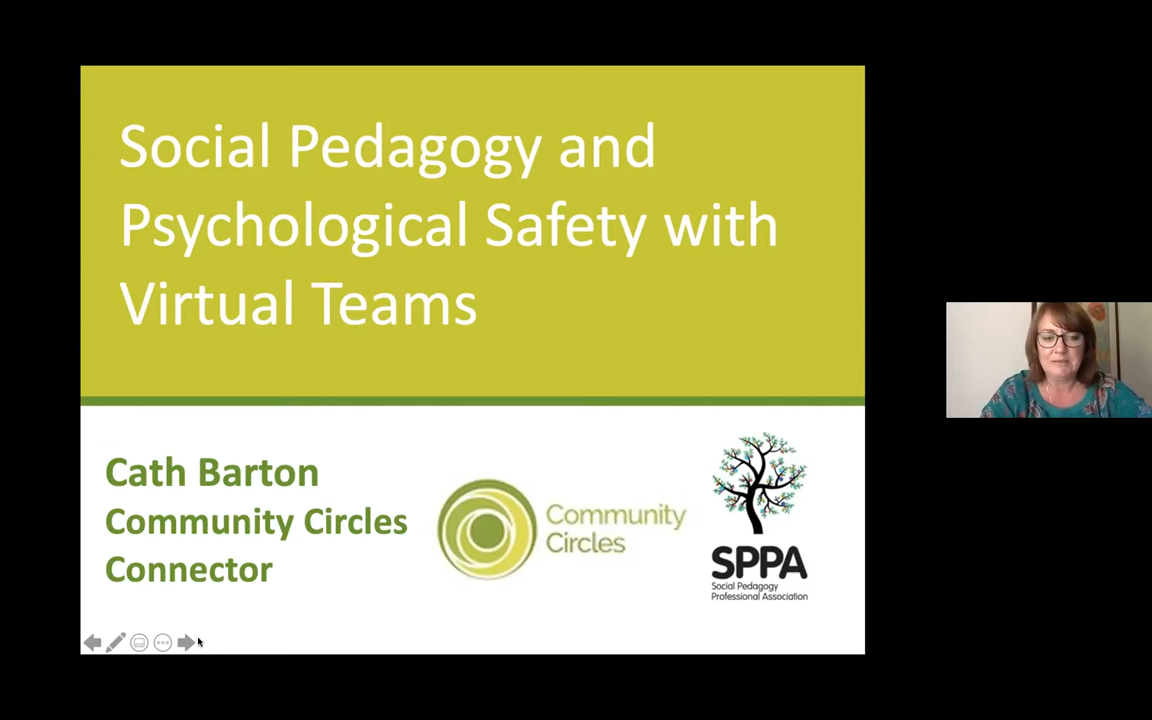 Social Pedagogy and
Psychological Safety with
Virtual Teams
Cath Barton
Community Circles
Connector
Community
Circles
SPPA
Social Pedagogy
Professional Association